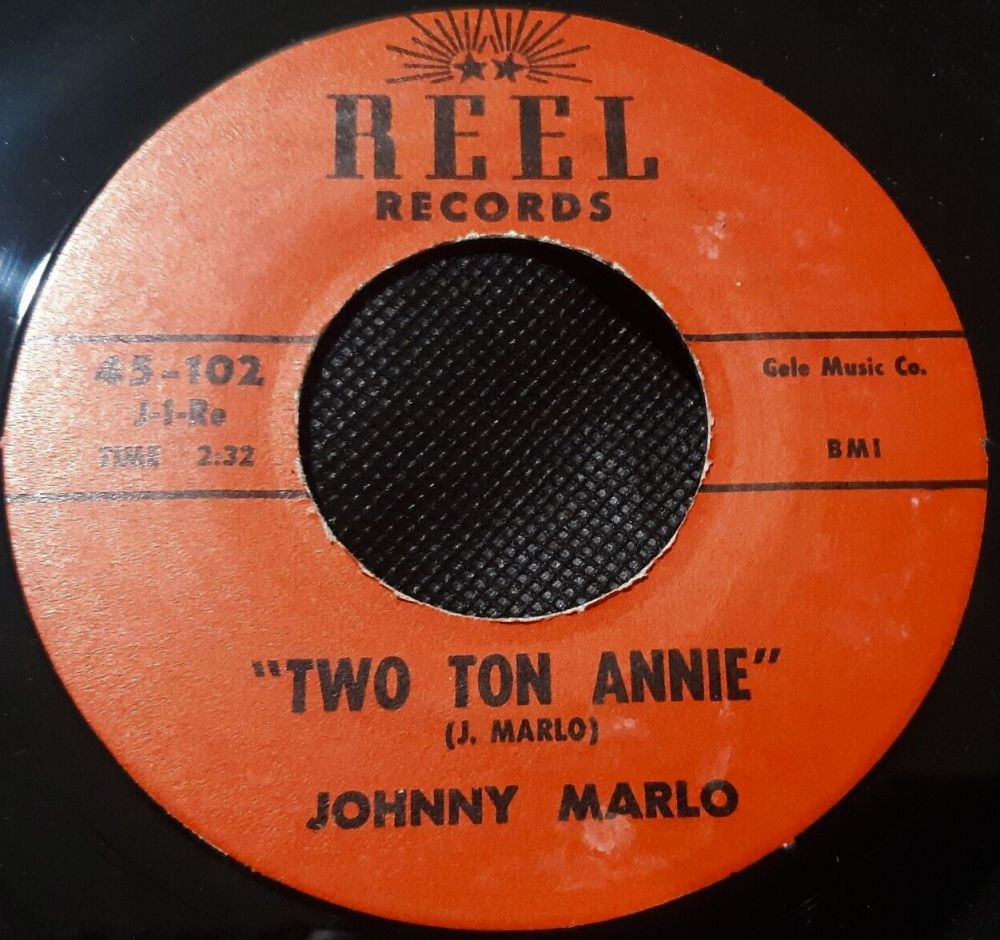 REEL
RECORDS
45-102
J-1-Re
TIME 2:32
Gele Music Co.
BMI
"TWO TON ANNIE"
(J. MARLO)
JOHNNY MARLO